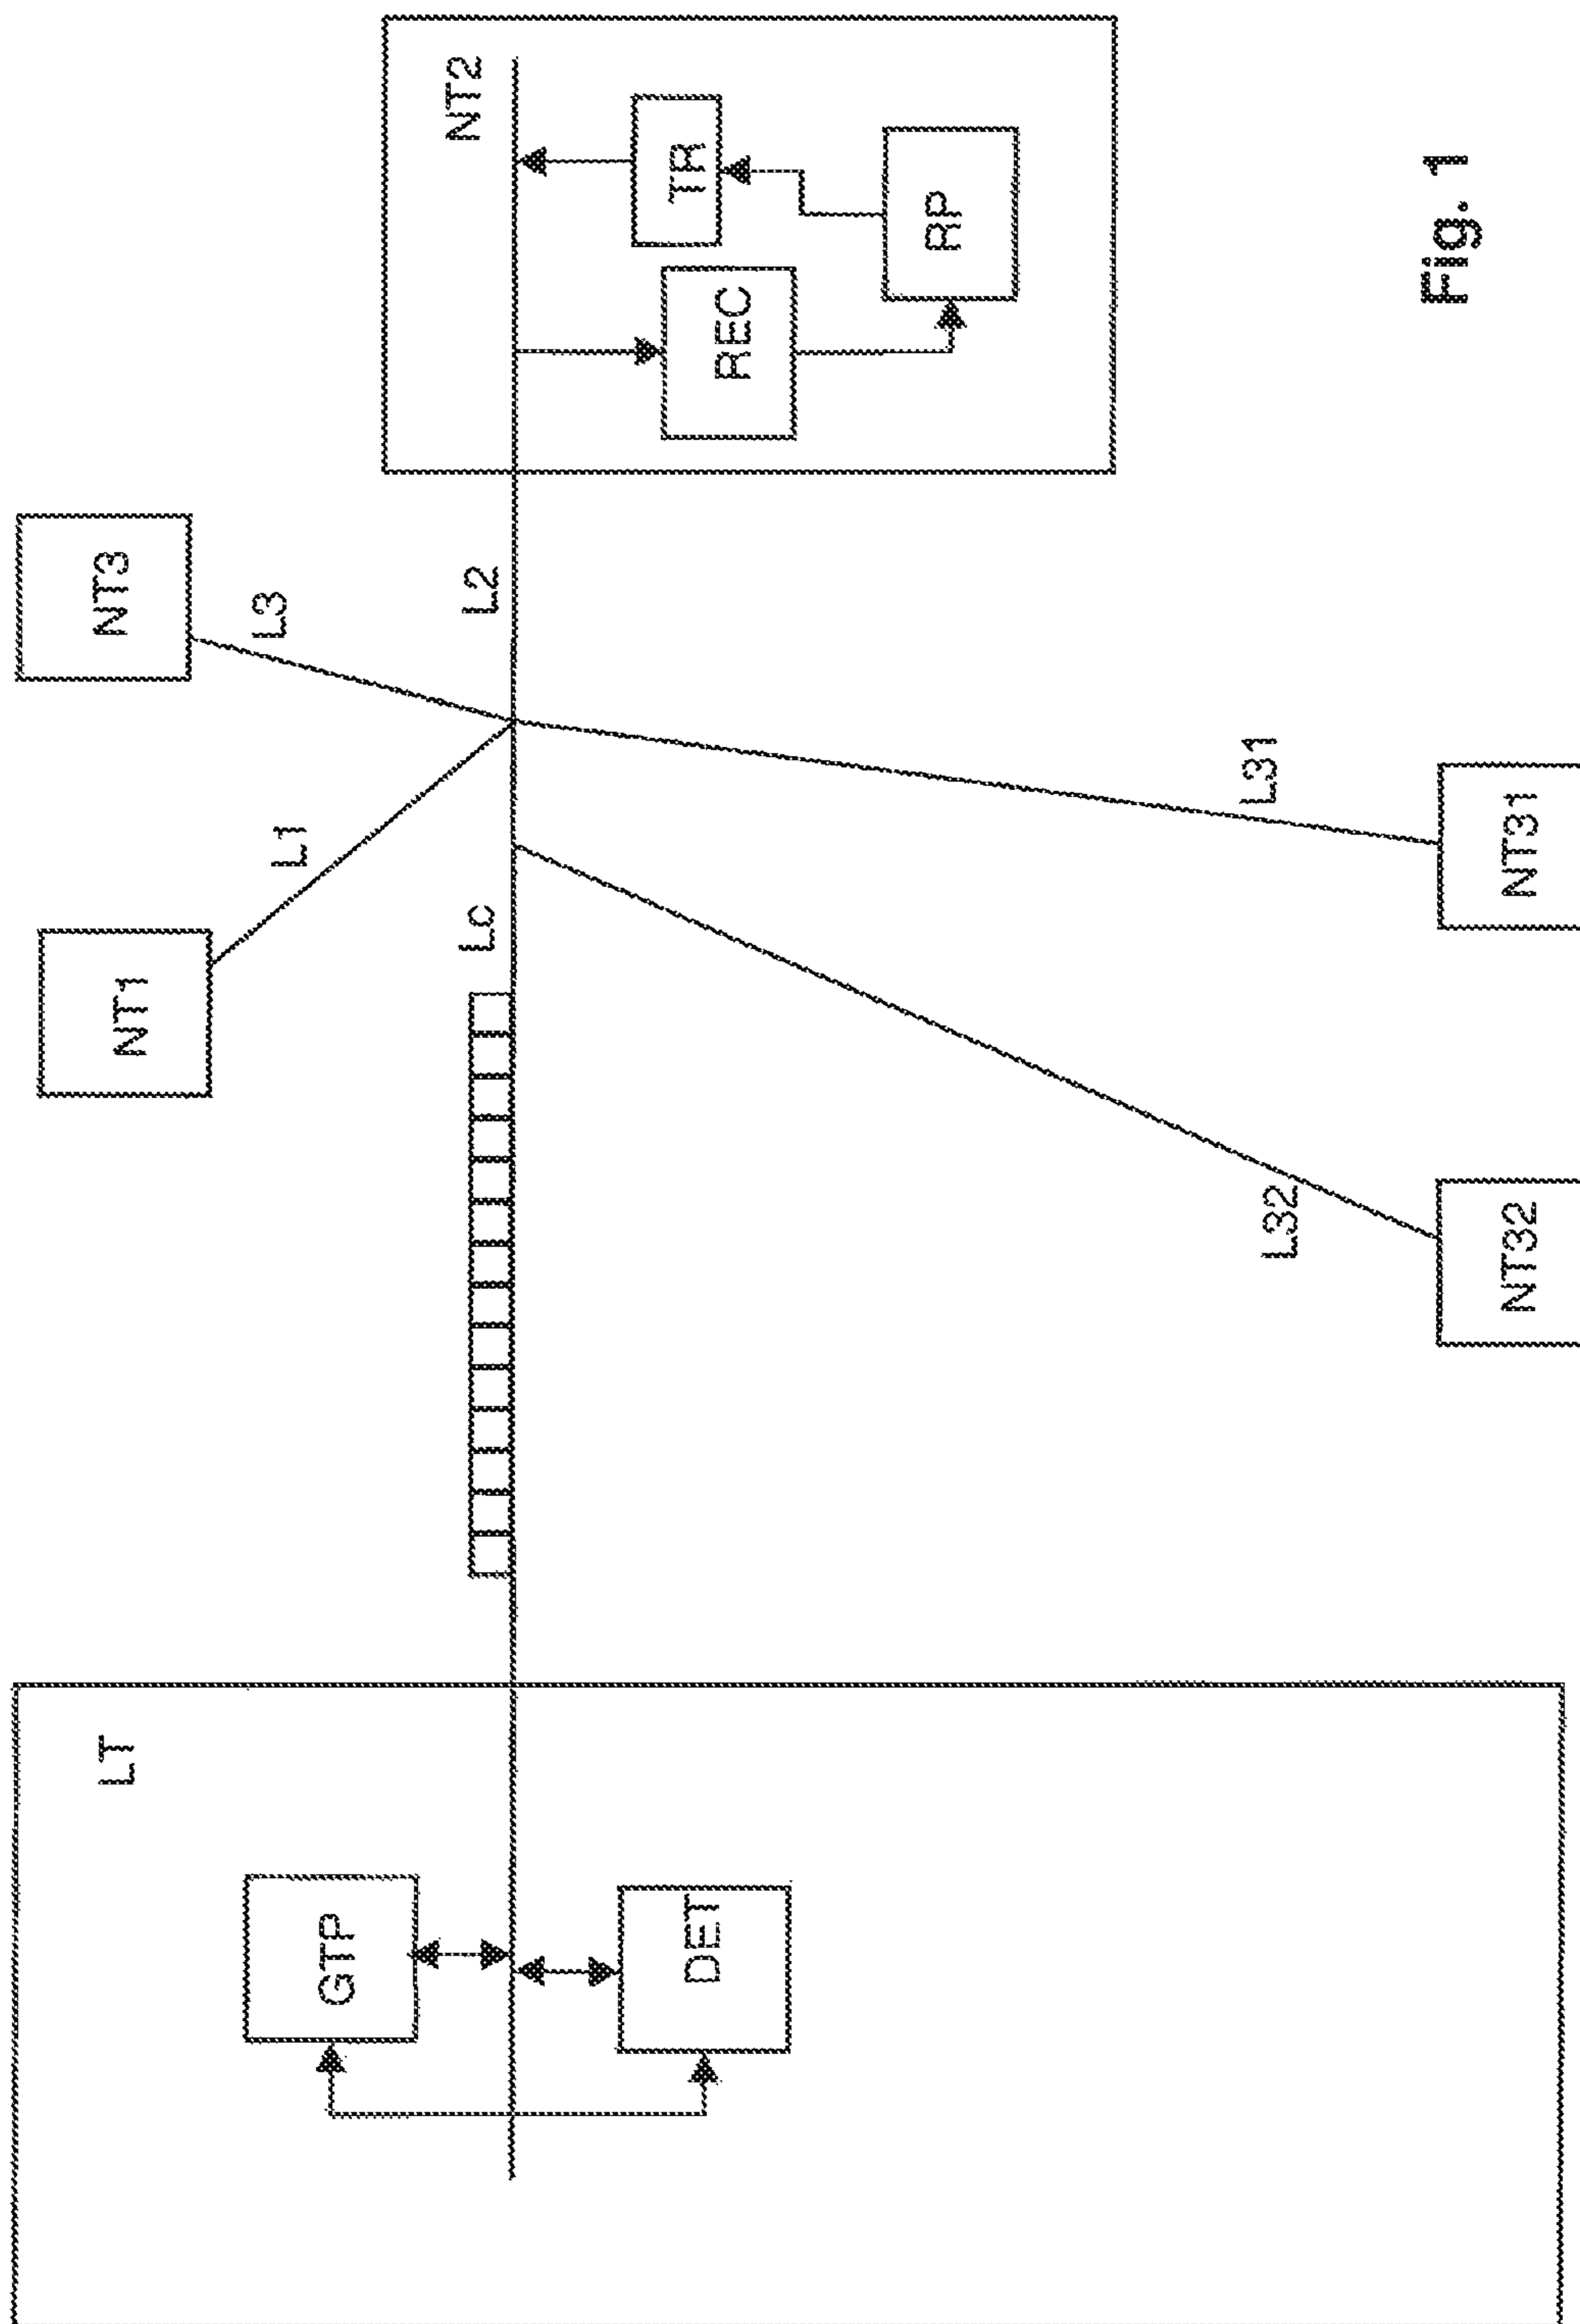 LT
GTP
DET
NT1
L1
Lc
NT3
L3
L2
NT2
REC
TR
RP
L32
NT32
L31
NT31
Fig. 1